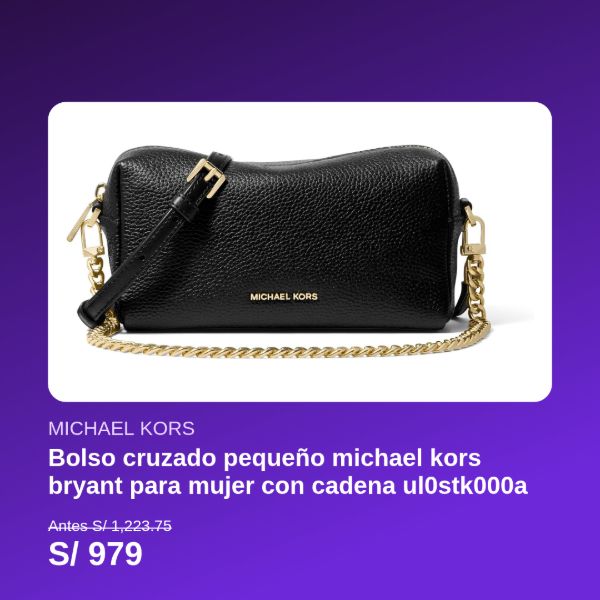 MICHAEL KORS
MICHAEL KORS
Bolso cruzado pequeño michael kors
bryant para mujer con cadena ul0stk000a
Antes S/ 1,223.75
S/ 979